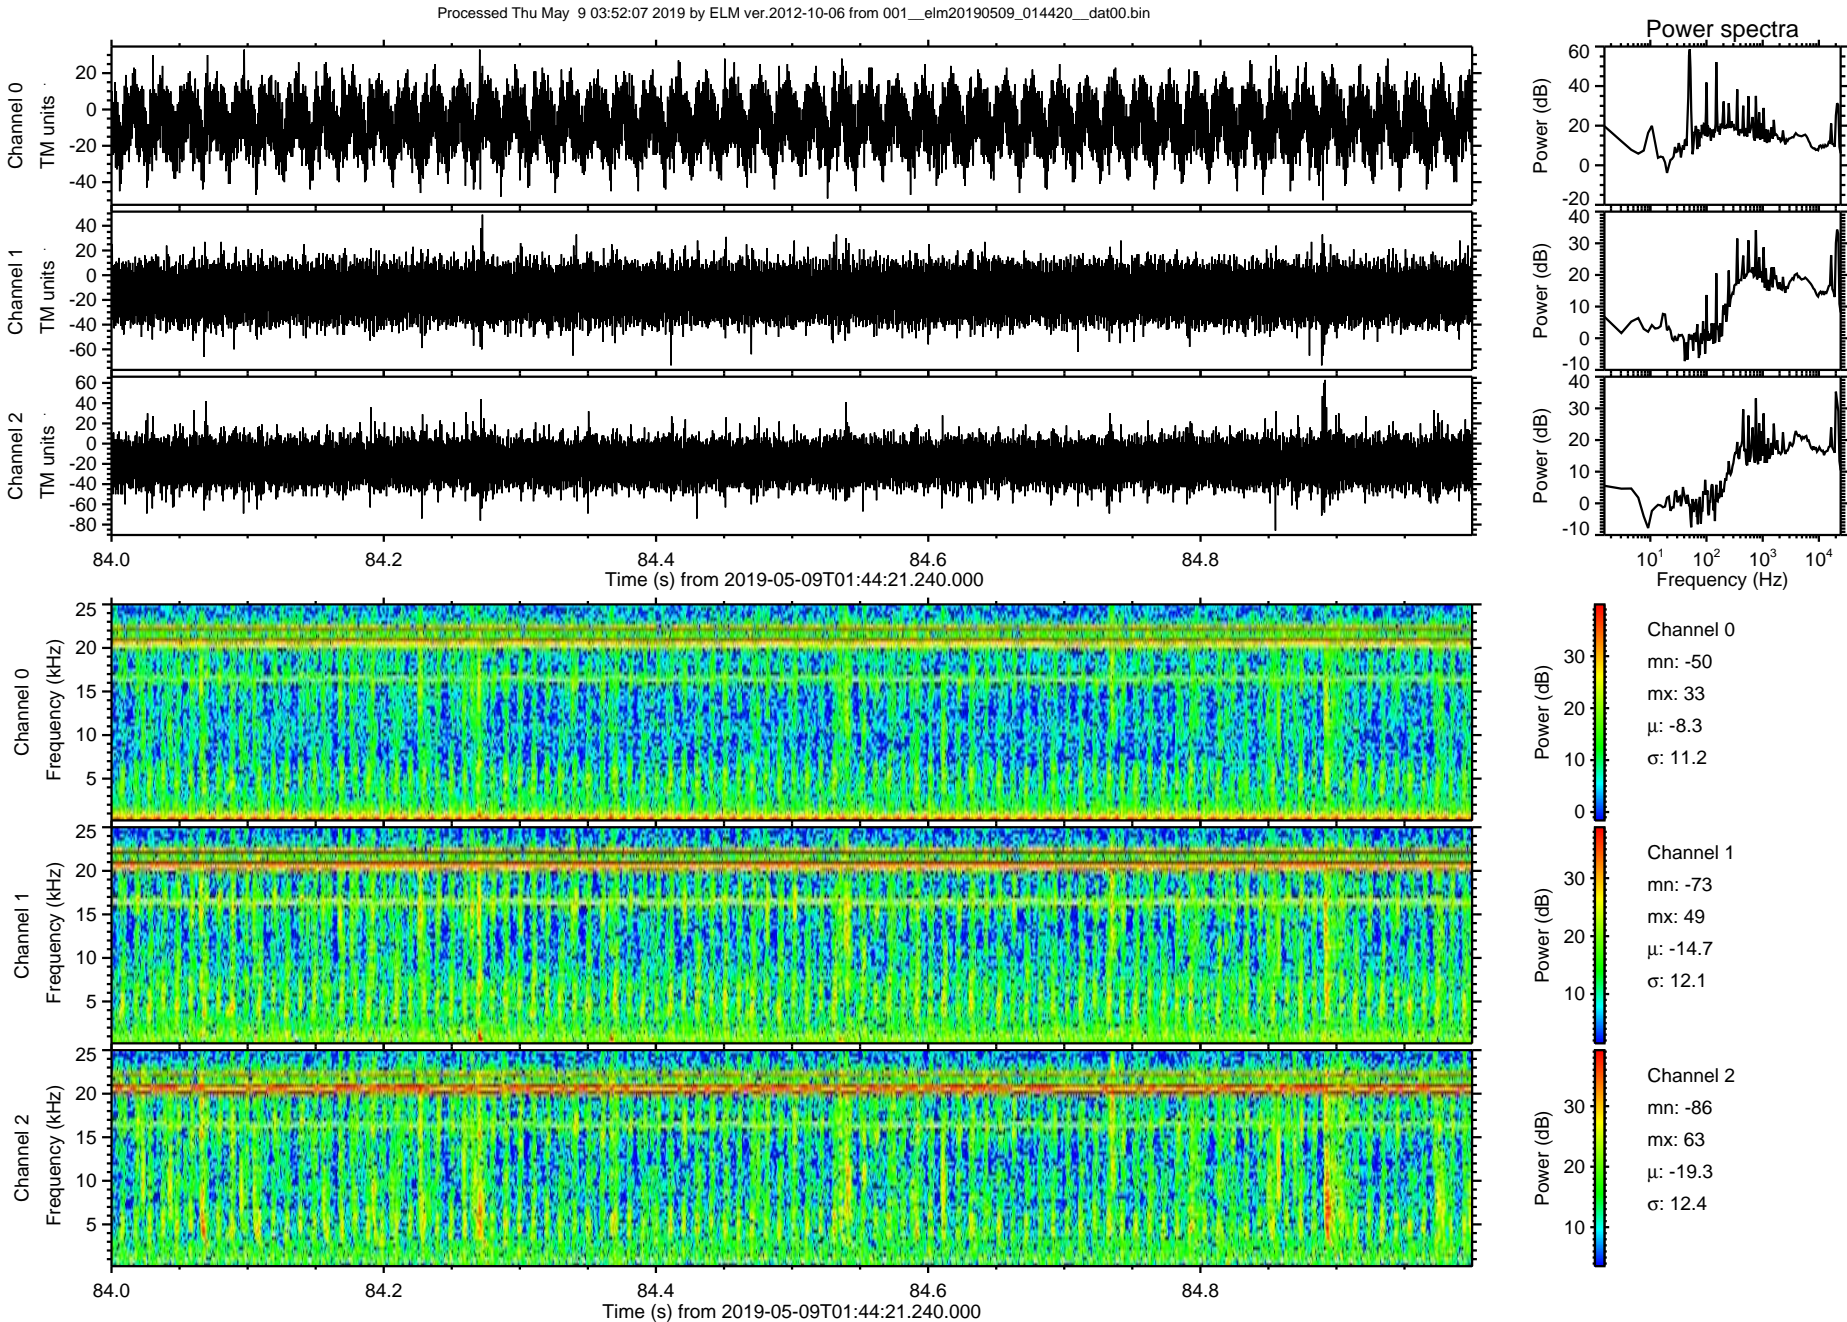 Processed Thu May  9 03:52:07 2019 by ELM ver.2012-10-06 from 001__elm20190509_014420__dat00.bin
Power spectra
Channel 0
TM units
20
0
-20
-40
Power (dB)
60
40
20
0
-20
Channel 1
TM units
40
20
0
-20
-40
-60
Power (dB)
40
30
20
10
0
-10
Channel 2
TM units
60
40
20
0
-20
-40
-60
-80
Power (dB)
40
30
20
10
0
-10
84.0 84.2 84.4 84.6 84.8
Time (s) from 2019-05-09T01:44:21.240.000
10^1 10^2 10^3 10^4
Frequency (Hz)
Channel 0
Frequency (kHz)
25
20
15
10
5
Power (dB)
30
20
10
0
Channel 0
mn: -50
mx: 33
μ: -8.3
σ: 11.2
Channel 1
Frequency (kHz)
25
20
15
10
5
Power (dB)
30
20
10
Channel 1
mn: -73
mx: 49
μ: -14.7
σ: 12.1
Channel 2
Frequency (kHz)
25
20
15
10
5
Power (dB)
30
20
10
Channel 2
mn: -86
mx: 63
μ: -19.3
σ: 12.4
84.0 84.2 84.4 84.6 84.8
Time (s) from 2019-05-09T01:44:21.240.000